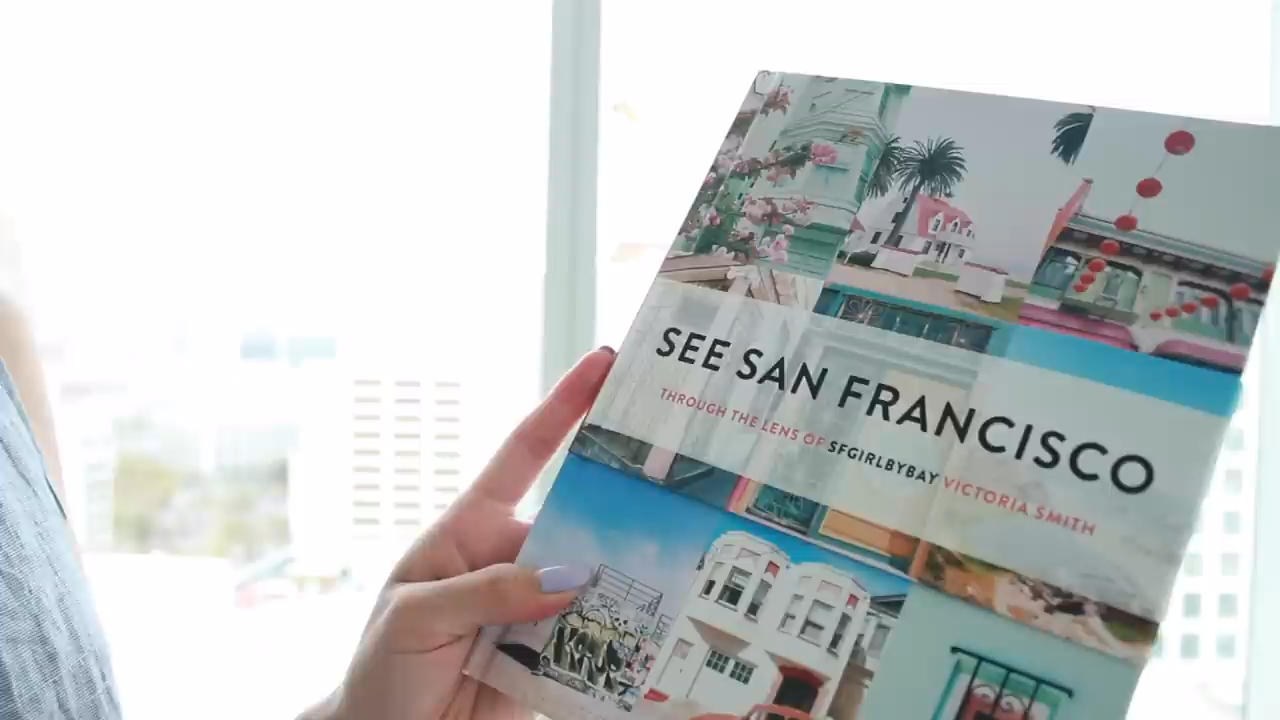 SEE SAN FRANCISCO
THROUGH THE LENS OF SFGIRLBYBAY VICTORIA SMITH